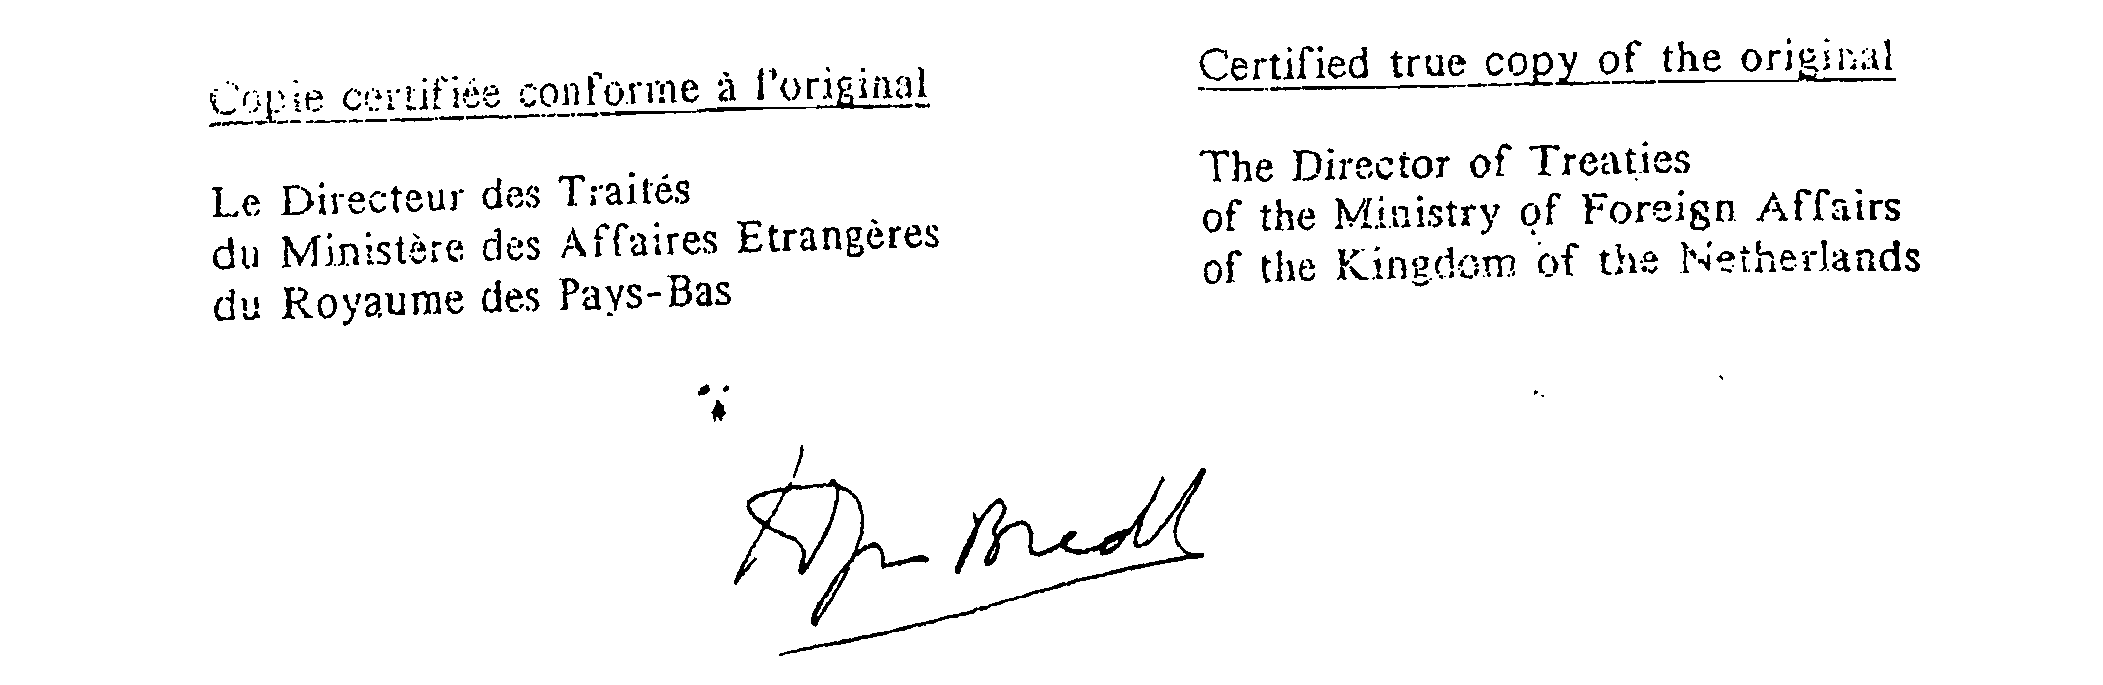 Copie certifiée conforme à l'original
Le Directeur des Traités
du Ministère des Affaires Etrangères
du Royaume des Pays-Bas
Certified true copy of the original
The Director of Treaties
of the Ministry of Foreign Affairs
of the Kingdom of the Netherlands